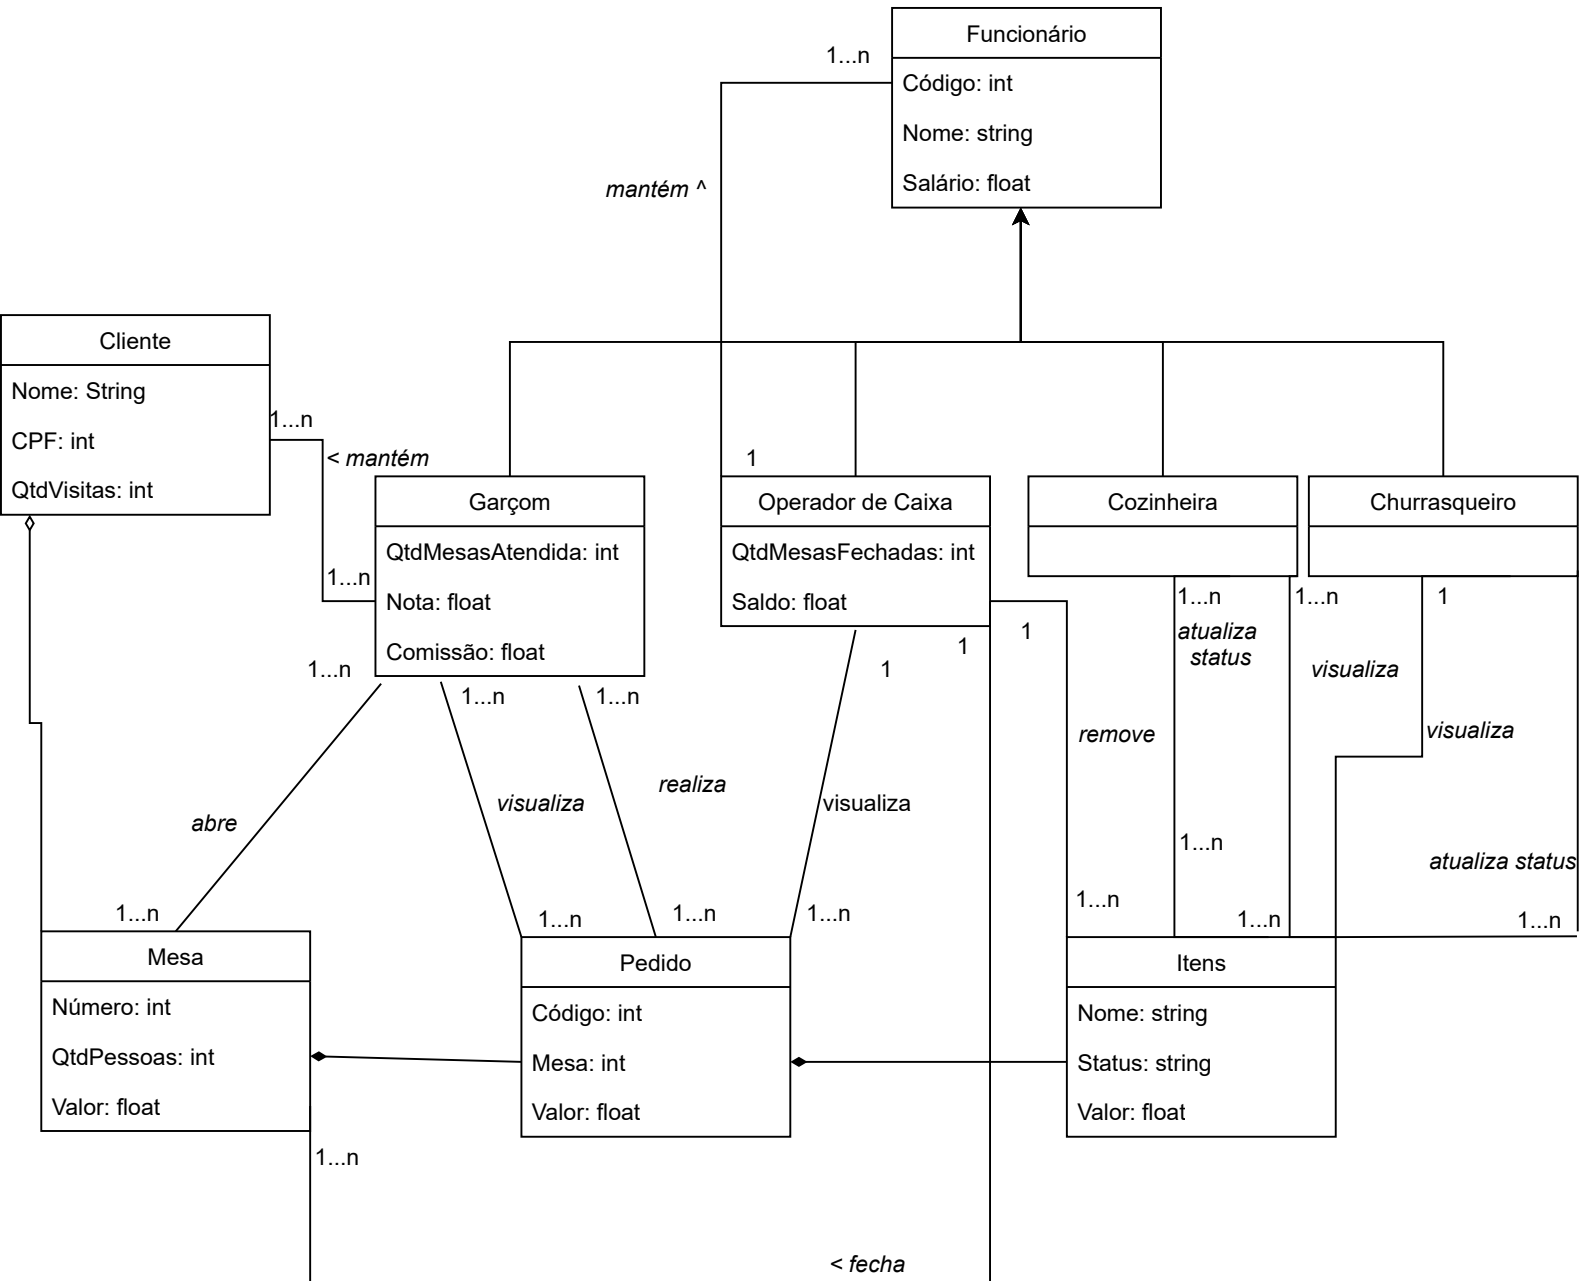 Funcionário
1...n
Código: int
Nome: string
mantém ^
Salário: float
Cliente
Nome: String
1...n
CPF: int
< mantém
1
QtdVisitas: int
Garçom
Operador de Caixa
Cozinheira
Churrasqueiro
QtdMesasAtendida: int
QtdMesasFechadas: int
1...n
Nota: float
Saldo: float
1...n
1...n
1
Comissão: float
1
1
atualiza
status
1...n
1...n
1...n
1
visualiza
remove
visualiza
realiza
visualiza
visualiza
abre
1...n
atualiza status
1...n
1...n
1...n
1...n
1...n
1...n
1...n
Mesa
Pedido
Itens
Número: int
Código: int
Nome: string
QtdPessoas: int
Mesa: int
Status: string
Valor: float
Valor: float
Valor: float
1...n
< fecha